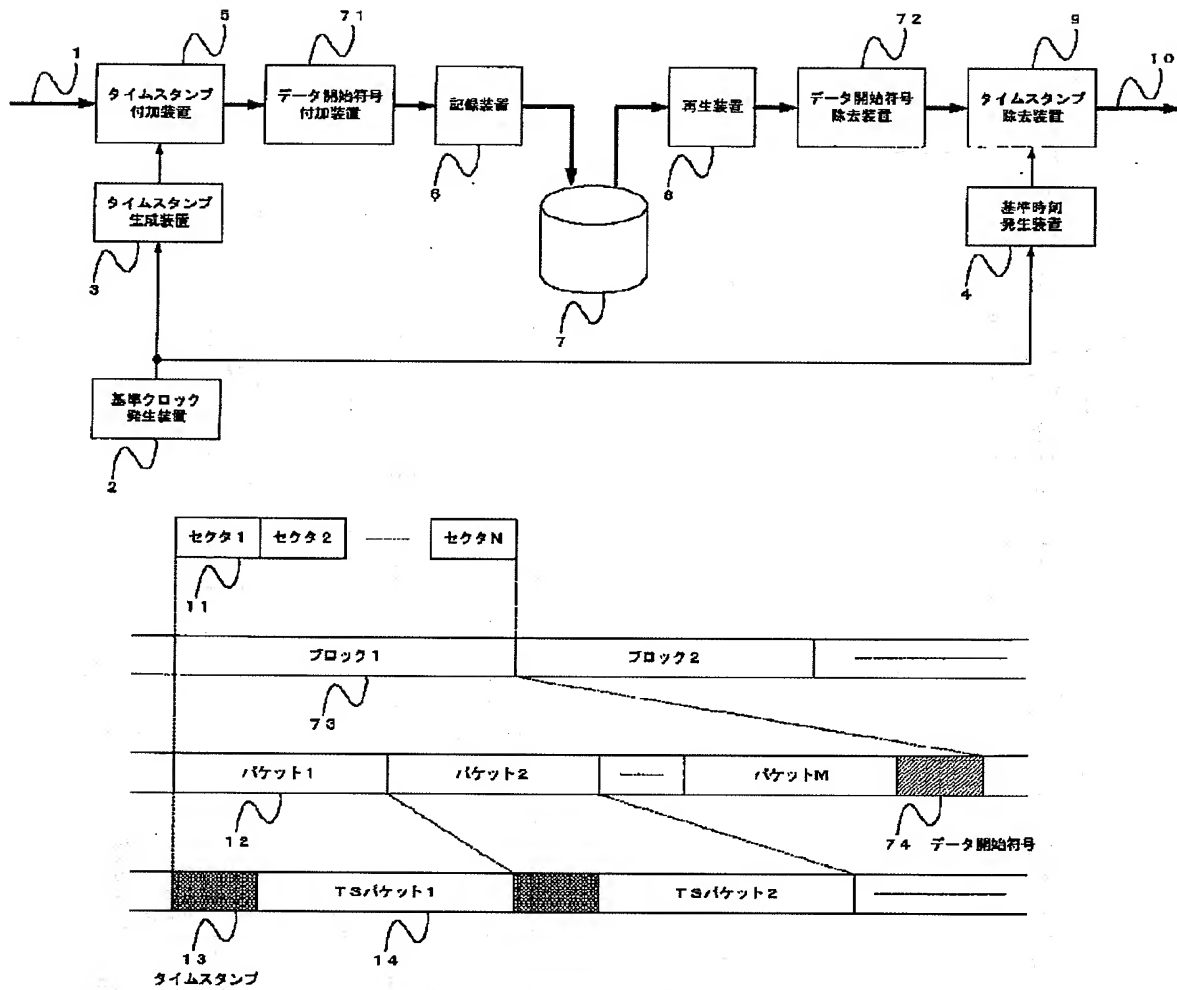 5
71
72
9
1
10
タイムスタンプ
付加装置
データ開始符号
付加装置
記録装置
再生装置
データ開始符号
除去装置
タイムスタンプ
除去装置
6
8
タイムスタンプ
生成装置
基準時刻
発生装置
3
7
4
基準クロック
発生装置
2
セクタ1
セクタ2
セクタN
11
ブロック1
ブロック2
73
パケット1
パケット2
パケットM
12
74 データ開始符号
TSパケット1
TSパケット2
13
タイムスタンプ
14